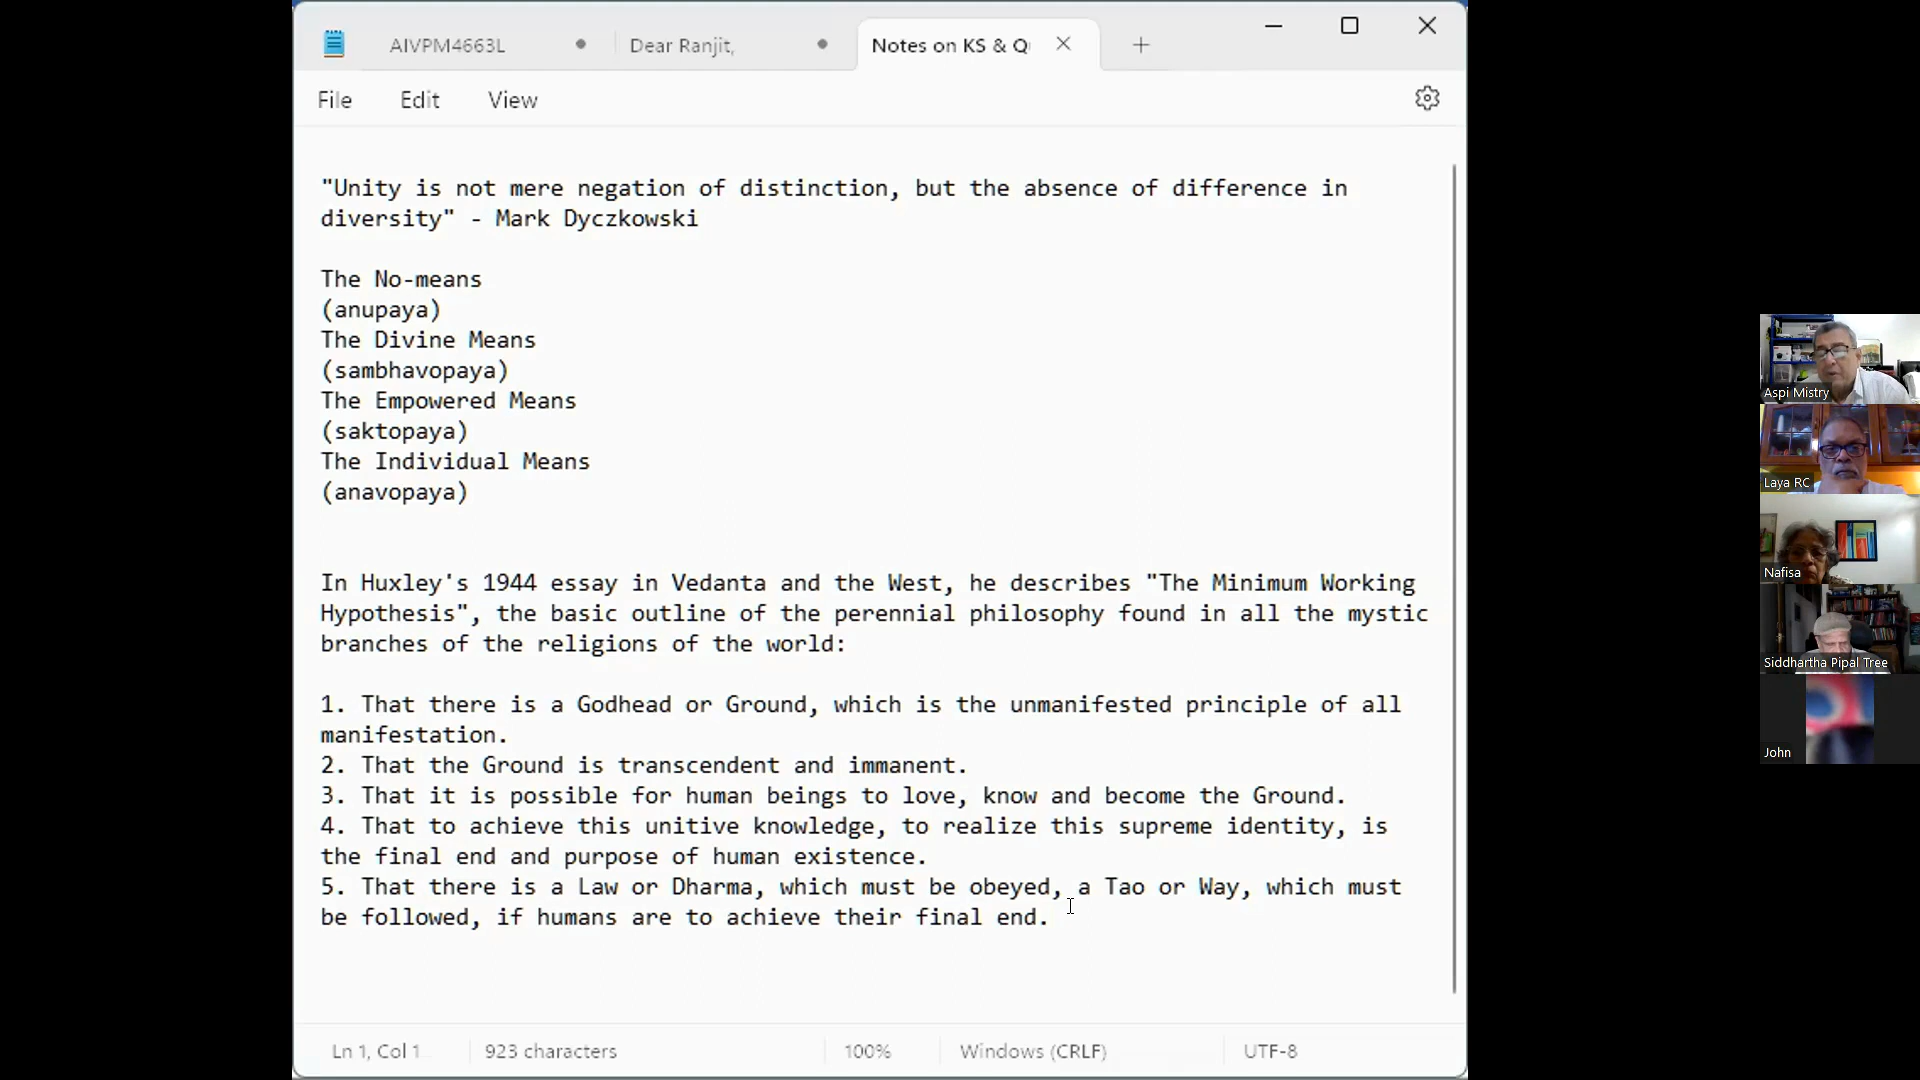 AIVPM4663L
Dear Ranjit,
Notes on KS & Q
File Edit View
"Unity is not mere negation of distinction, but the absence of difference in
diversity" - Mark Dyczkowski
The No-means
(anupaya)
The Divine Means
(sambhavopaya)
The Empowered Means
(saktopaya)
The Individual Means
(anavopaya)
In Huxley's 1944 essay in Vedanta and the West, he describes "The Minimum Working
Hypothesis", the basic outline of the perennial philosophy found in all the mystic
branches of the religions of the world:
1. That there is a Godhead or Ground, which is the unmanifested principle of all
manifestation.
2. That the Ground is transcendent and immanent.
3. That it is possible for human beings to love, know and become the Ground.
4. That to achieve this unitive knowledge, to realize this supreme identity, is
the final end and purpose of human existence.
5. That there is a Law or Dharma, which must be obeyed, a Tao or Way, which must
be followed, if humans are to achieve their final end.
Ln 1, Col 1
923 characters
100%
Windows (CRLF)
UTF-8
Aspi Mistry
Laya RC
Nafisa
Siddhartha Pipal Tree
John